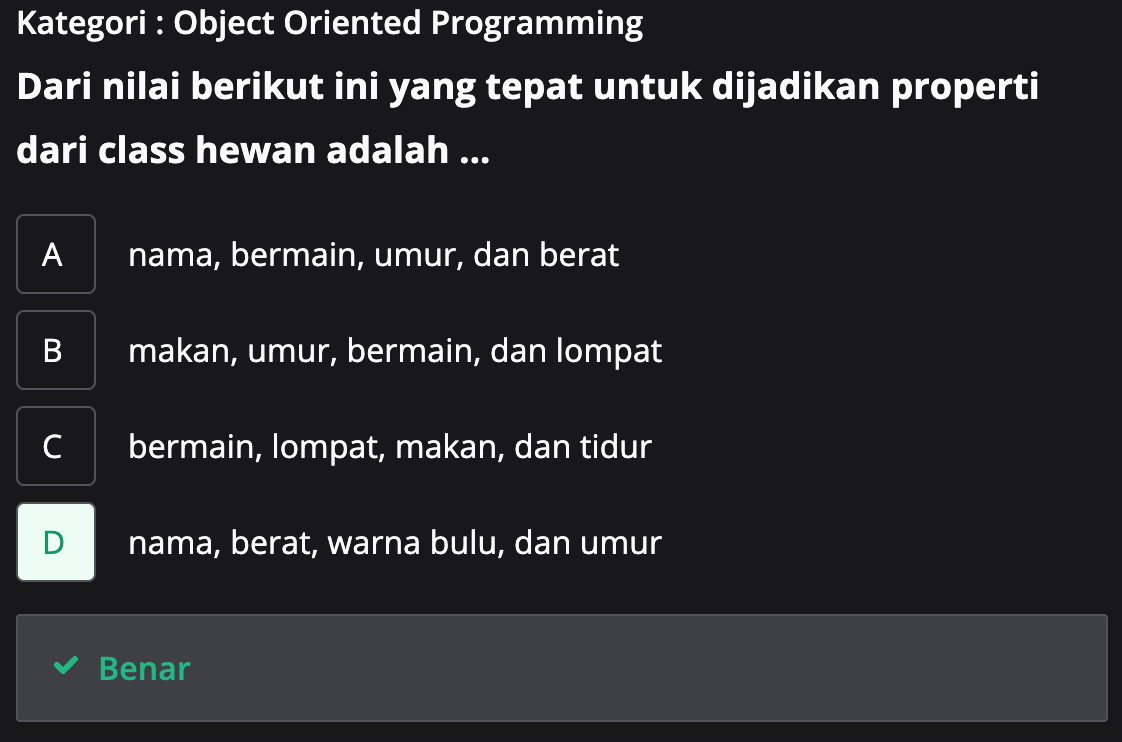 Kategori : Object Oriented Programming
Dari nilai berikut ini yang tepat untuk dijadikan properti
dari class hewan adalah ...
A nama, bermain, umur, dan berat
B makan, umur, bermain, dan lompat
C bermain, lompat, makan, dan tidur
D nama, berat, warna bulu, dan umur
✔ Benar